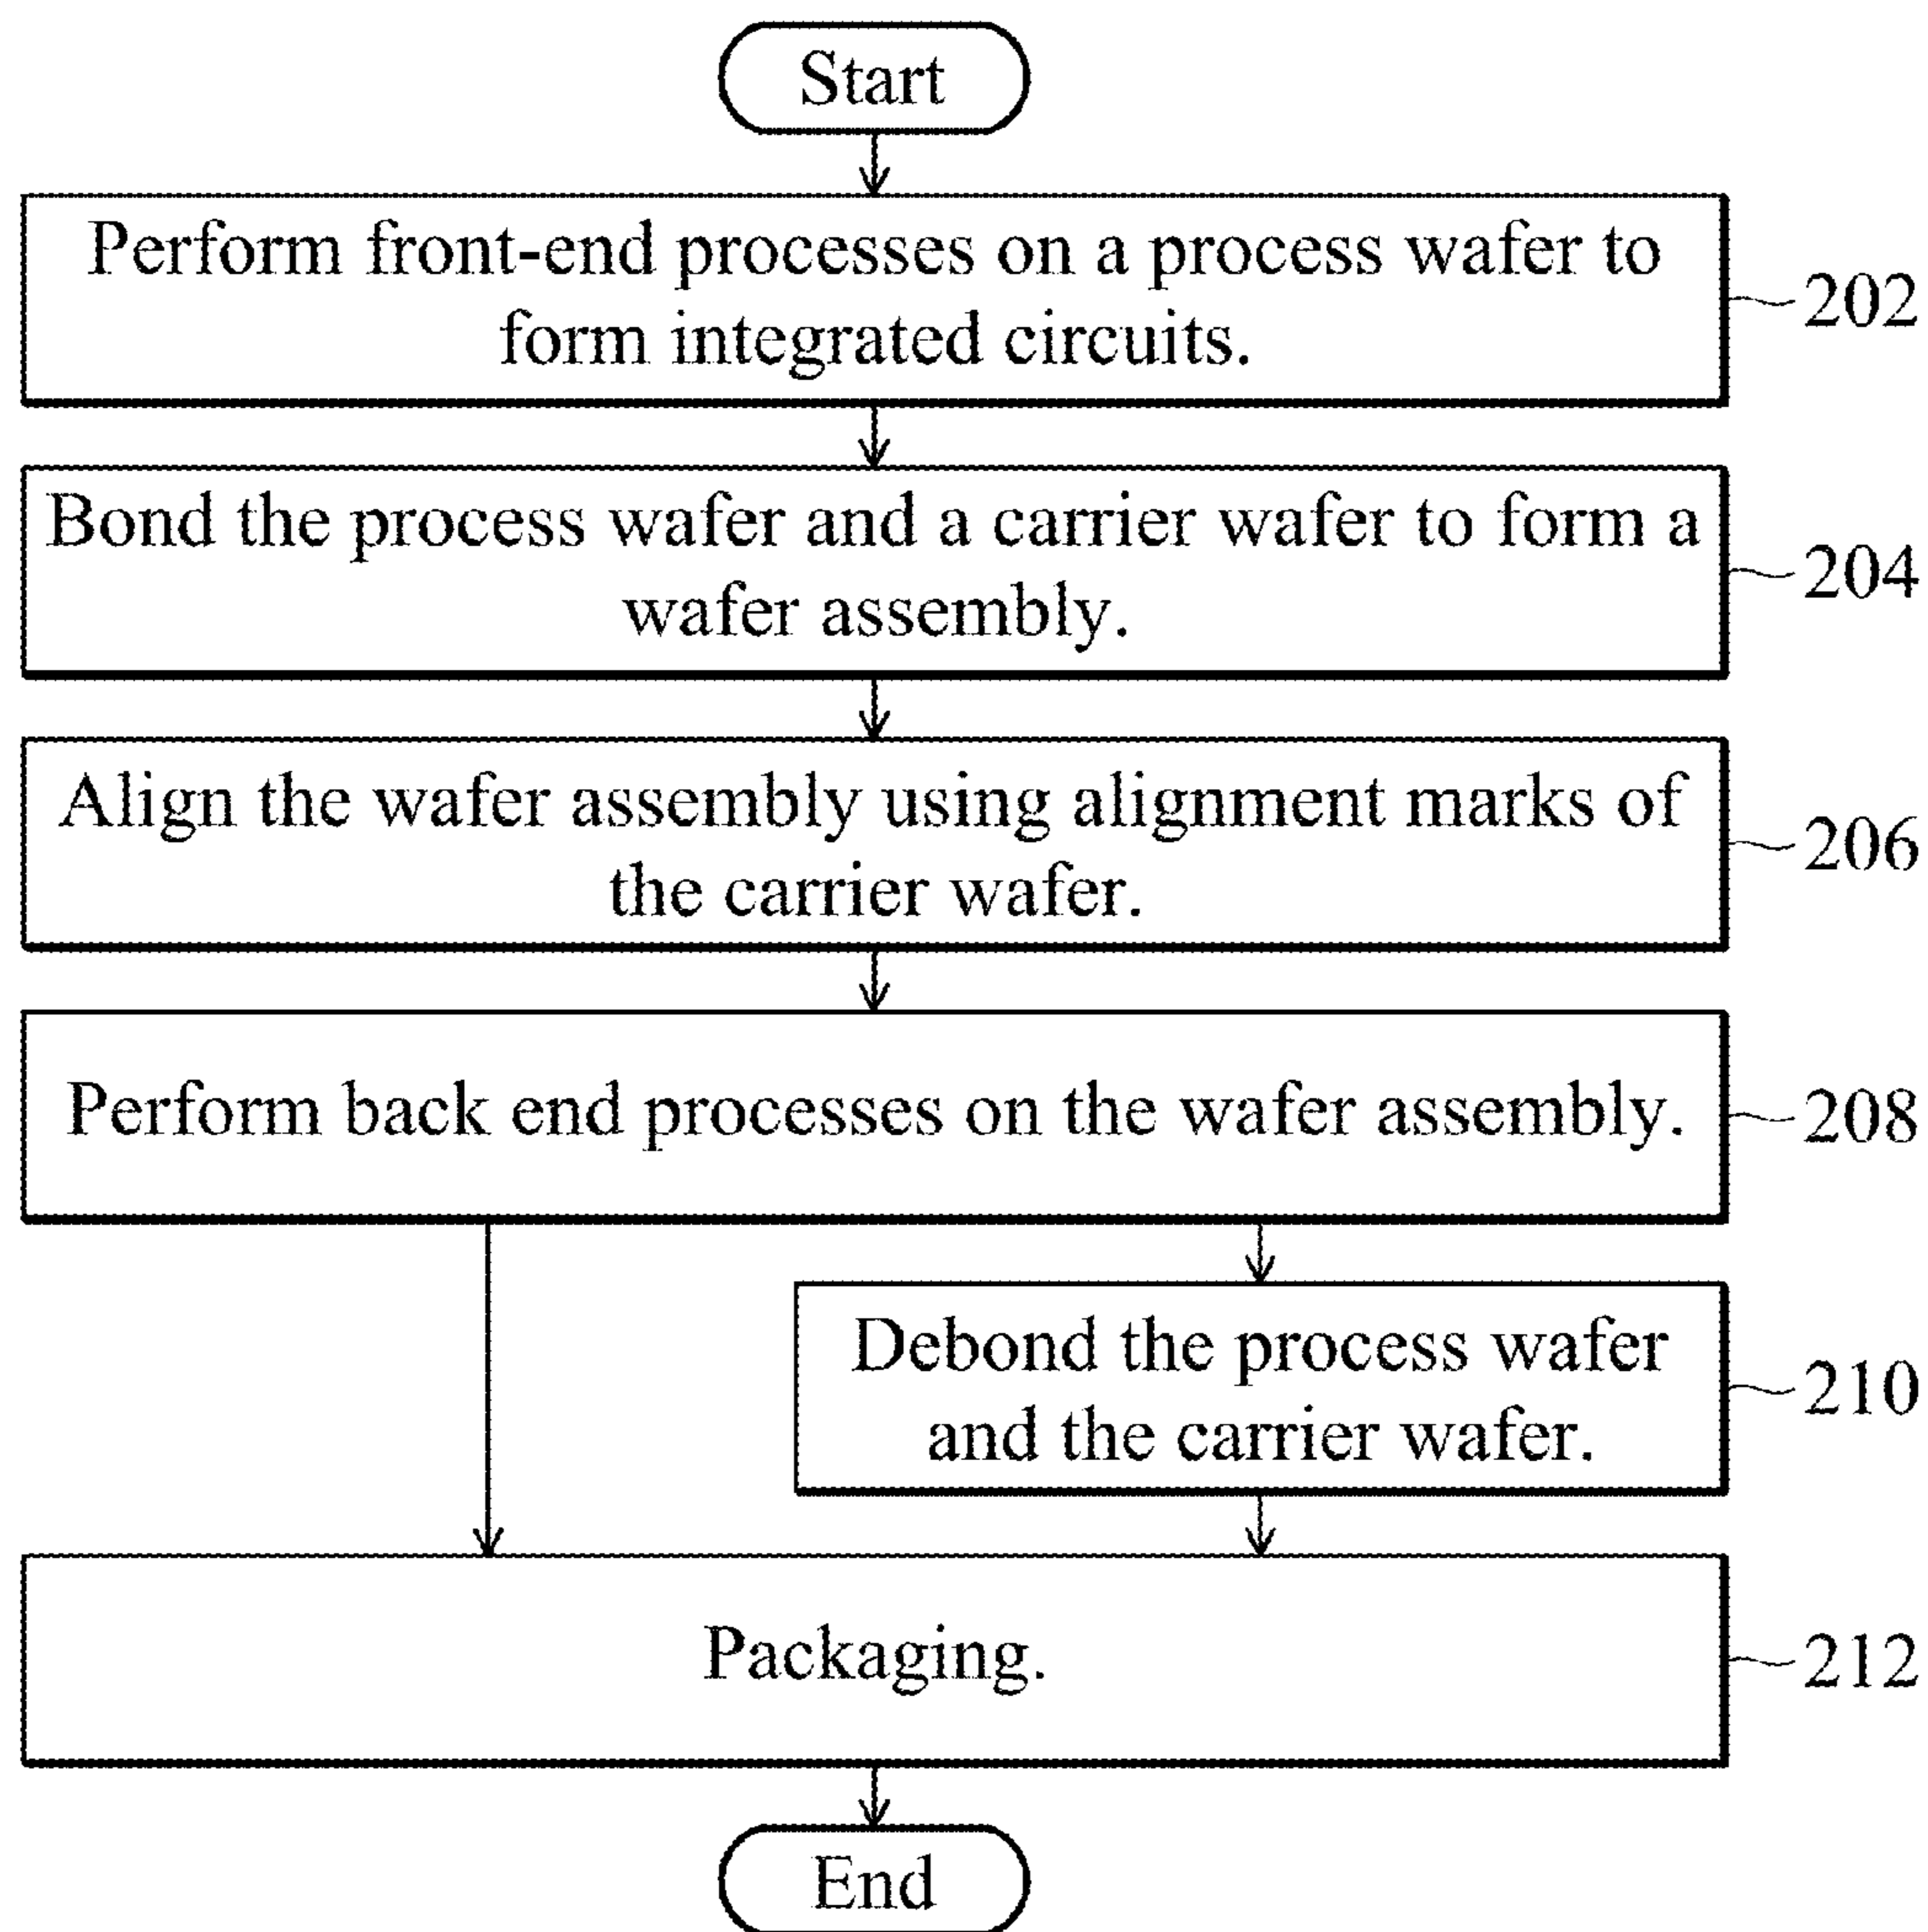 Start
Perform front-end processes on a process wafer to
form integrated circuits.
202
Bond the process wafer and a carrier wafer to form a
wafer assembly.
204
Align the wafer assembly using alignment marks of
the carrier wafer.
206
Perform back end processes on the wafer assembly.
208
Debond the process wafer
and the carrier wafer.
210
Packaging.
212
End